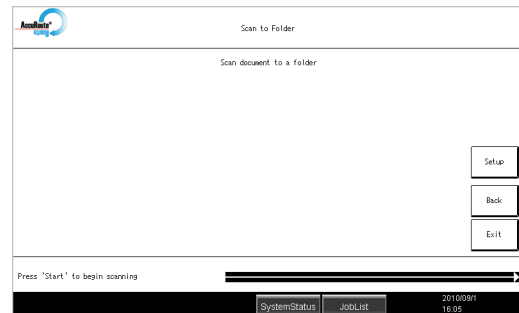 AccuRoute®
Scan to Folder
Scan document to a folder
Setup
Back
Exit
Press 'Start' to begin scanning
SystemStatus
JobList
2010/09/1
16:05